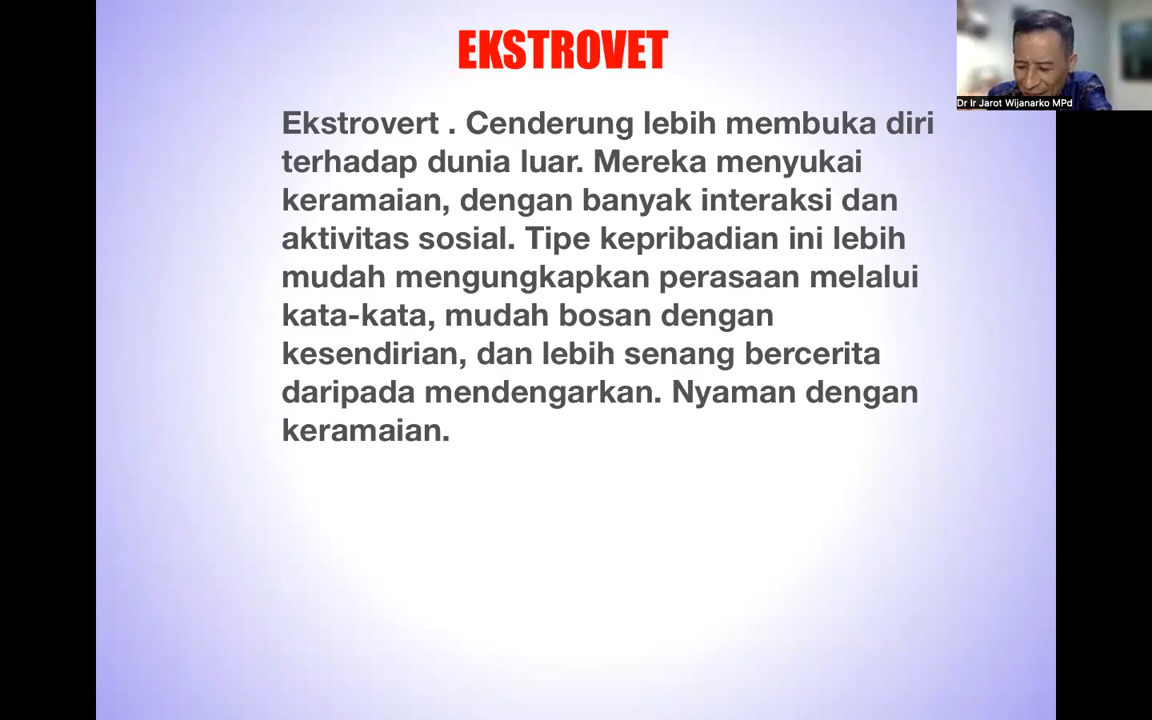 EKSTROVET
Dr Ir Jarot Wijanarko MPd
Ekstrovert . Cenderung lebih membuka diri
terhadap dunia luar. Mereka menyukai
keramaian, dengan banyak interaksi dan
aktivitas sosial. Tipe kepribadian ini lebih
mudah mengungkapkan perasaan melalui
kata-kata, mudah bosan dengan
kesendirian, dan lebih senang bercerita
daripada mendengarkan. Nyaman dengan
keramaian.